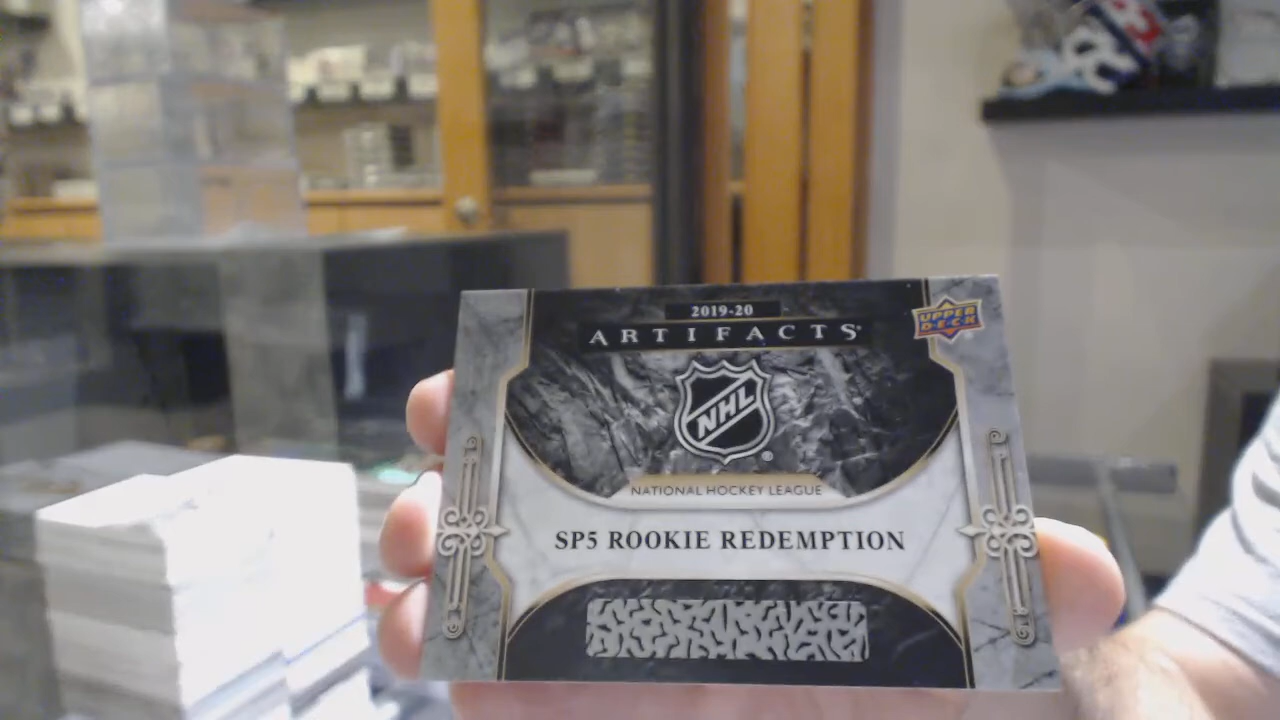 2019-20
ARTIFACTS
UPPER
DECK
NHL
NATIONAL HOCKEY LEAGUE
SP5 ROOKIE REDEMPTION